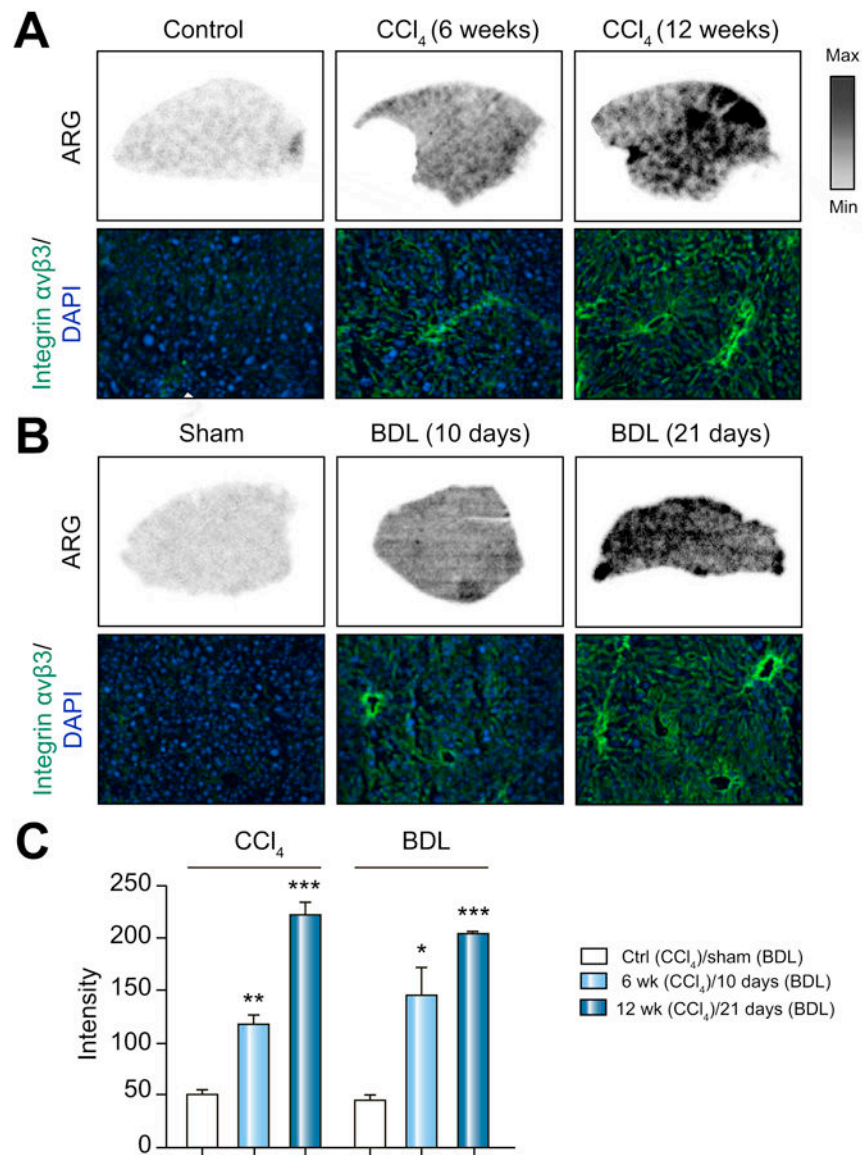 A
Control
CCl₄ (6 weeks)
CCl₄ (12 weeks)
ARG
Max
Min
Integrin αvβ3/
DAPI
B
Sham
BDL (10 days)
BDL (21 days)
ARG
Integrin αvβ3/
DAPI
C
CCl₄
BDL
Intensity
250
200
150
100
50
0
**
***
*
***
Ctrl (CCl₄)/sham (BDL)
6 wk (CCl₄)/10 days (BDL)
12 wk (CCl₄)/21 days (BDL)